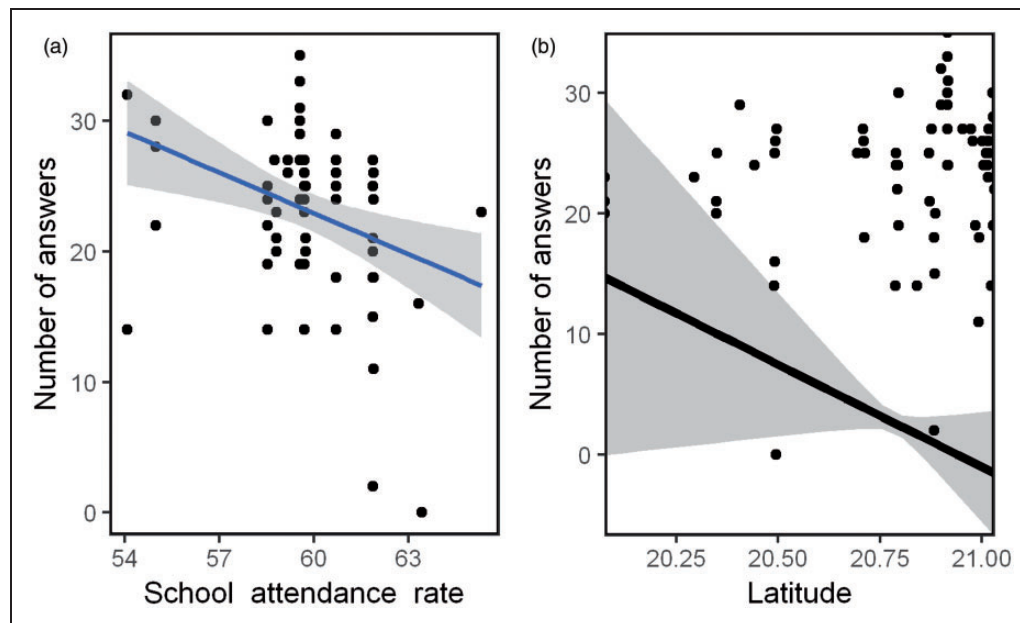 (a)
Number of answers
30
20
10
0
54 57 60 63
School attendance rate
(b)
Number of answers
30
20
10
0
20.25 20.50 20.75 21.00
Latitude